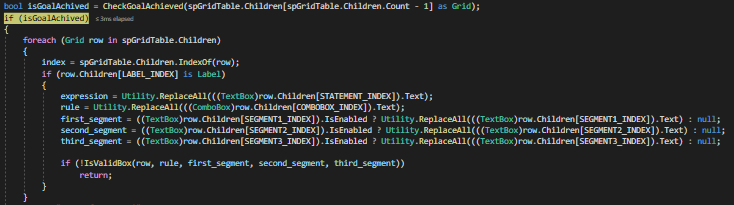 bool isGoalAchived = CheckGoalAchieved(spGridTable.Children[spGridTable.Children.Count - 1] as Grid);
if (isGoalAchived) ≤ 3ms elapsed
{
foreach (Grid row in spGridTable.Children)
{
index = spGridTable.Children.IndexOf(row);
if (row.Children[LABEL_INDEX] is Label)
{
expression = Utility.ReplaceAll(((TextBox)row.Children[STATEMENT_INDEX]).Text);
rule = Utility.ReplaceAll(((ComboBox)row.Children[COMBOBOX_INDEX]).Text);
first_segment = ((TextBox)row.Children[SEGMENT1_INDEX]).IsEnabled ? Utility.ReplaceAll(((TextBox)row.Children[SEGMENT1_INDEX]).Text) : null;
second_segment = ((TextBox)row.Children[SEGMENT2_INDEX]).IsEnabled ? Utility.ReplaceAll(((TextBox)row.Children[SEGMENT2_INDEX]).Text) : null;
third_segment = ((TextBox)row.Children[SEGMENT3_INDEX]).IsEnabled ? Utility.ReplaceAll(((TextBox)row.Children[SEGMENT3_INDEX]).Text) : null;
if (!IsValidBox(row, rule, first_segment, second_segment, third_segment))
return;
}
}